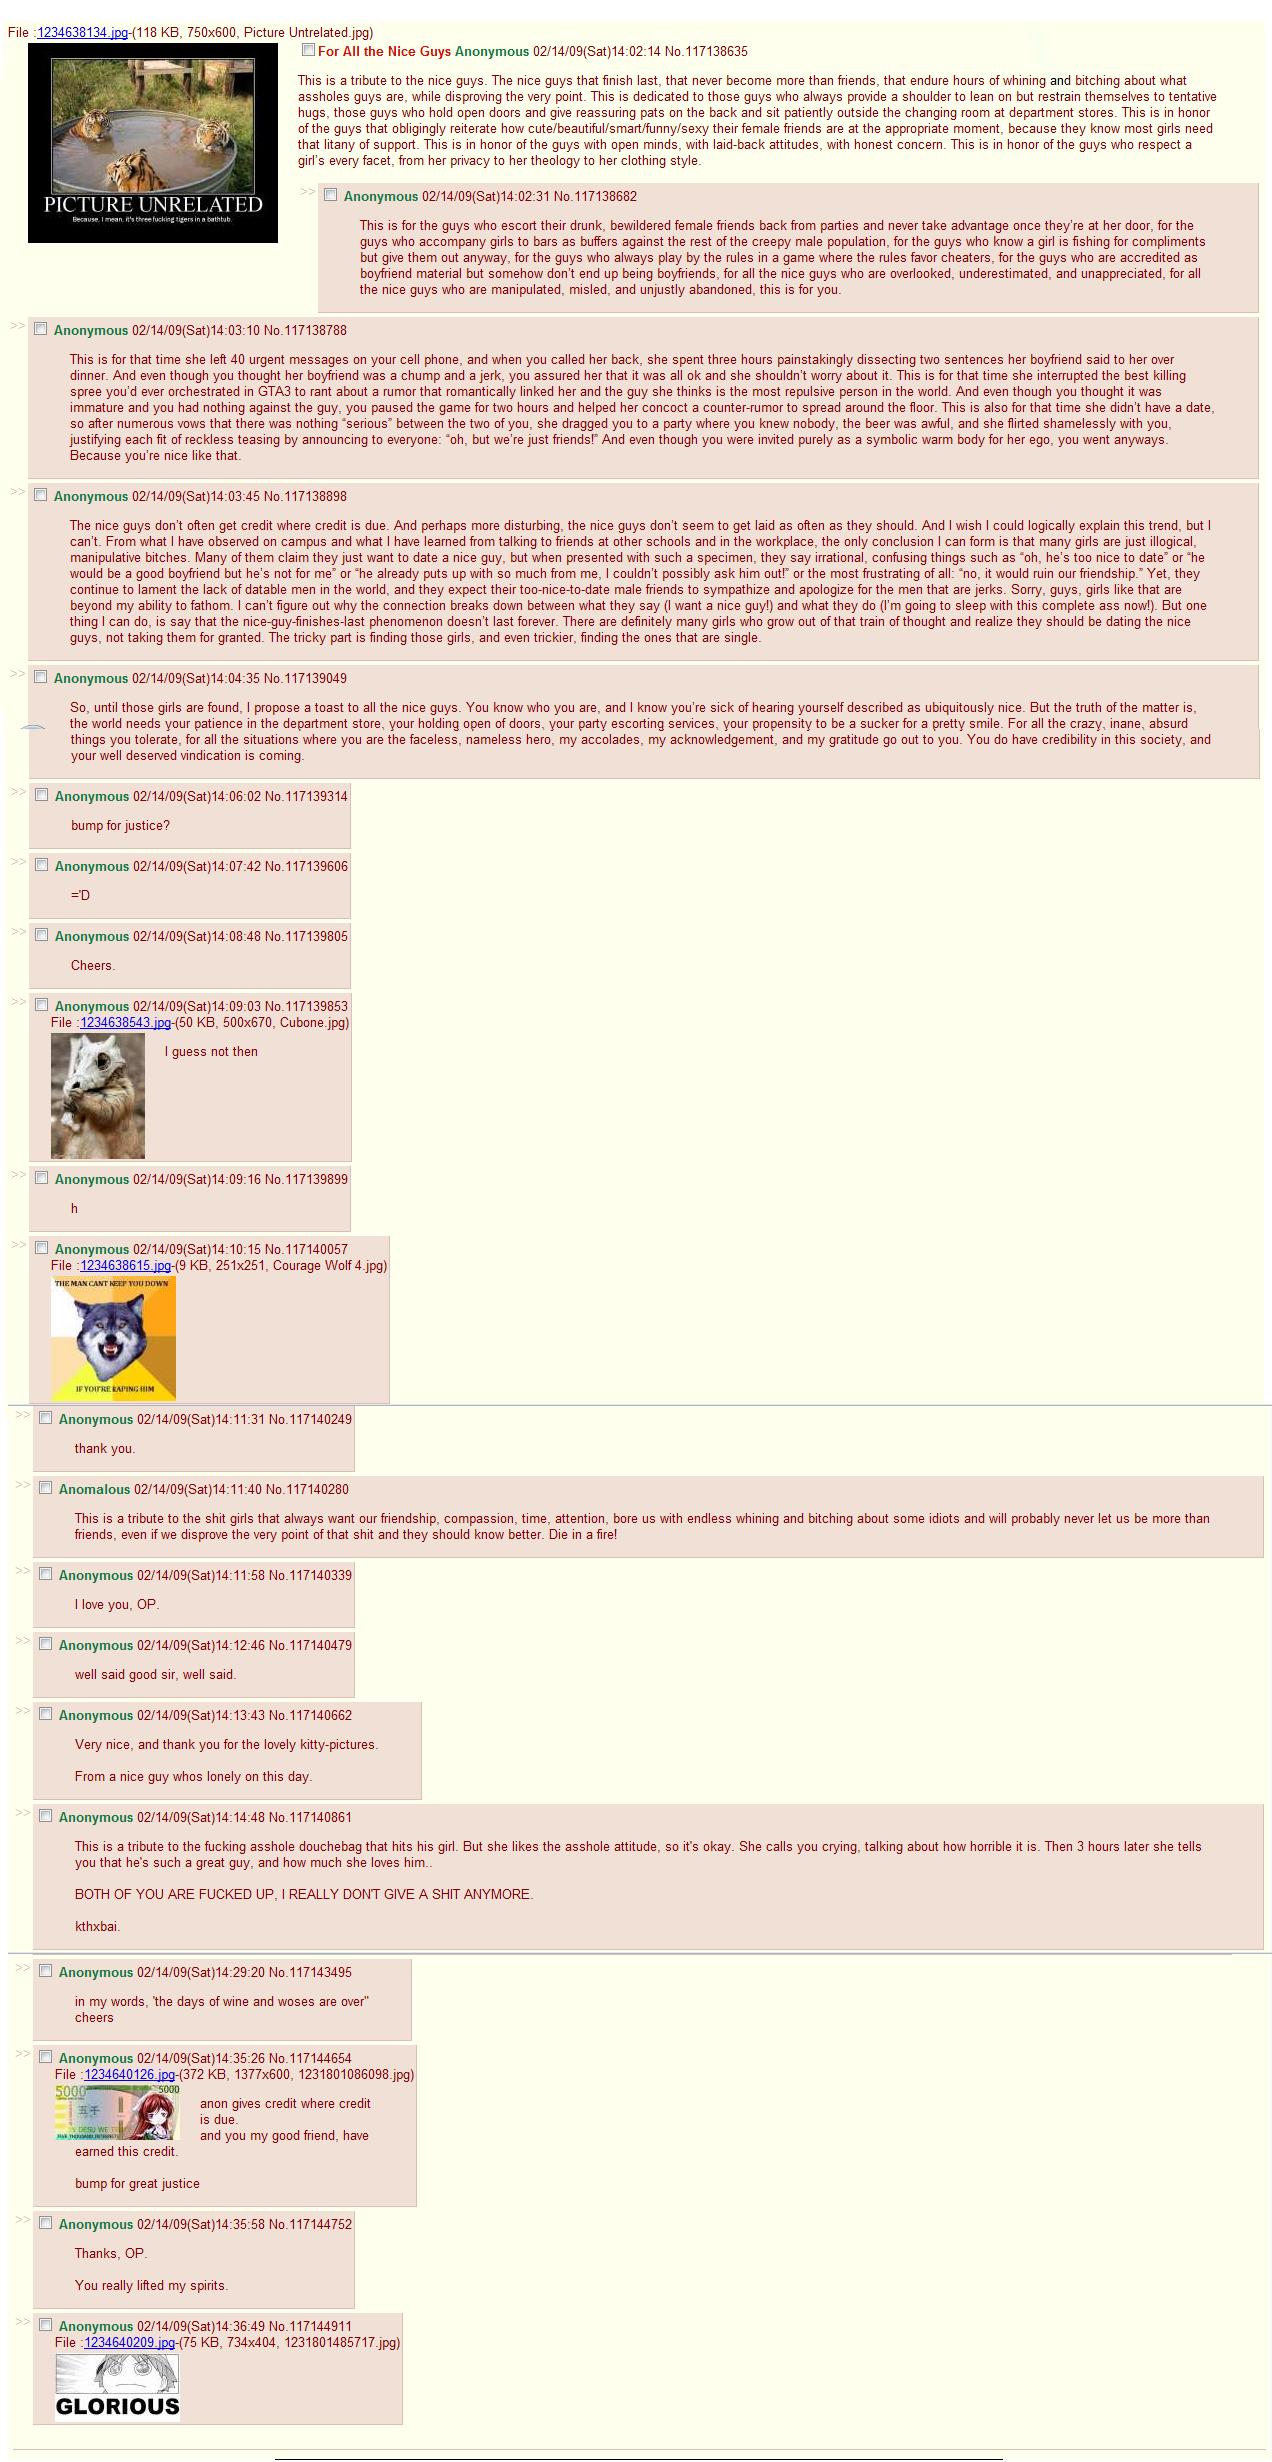 File :1234638134.jpg-(118 KB, 750x600, Picture Untrelated.jpg)
PICTURE UNRELATED
Because, I mean, it's three fucking tigers in a bathtub.
For All the Nice Guys Anonymous 02/14/09(Sat)14:02:14 No.117138635
This is a tribute to the nice guys. The nice guys that finish last, that never become more than friends, that endure hours of whining and bitching about what
assholes guys are, while disproving the very point. This is dedicated to those guys who always provide a shoulder to lean on but restrain themselves to tentative
hugs, those guys who hold open doors and give reassuring pats on the back and sit patiently outside the changing room at department stores. This is in honor
of the guys that obligingly reiterate how cute/beautiful/smart/funny/sexy their female friends are at the appropriate moment, because they know most girls need
that litany of support. This is in honor of the guys with open minds, with laid-back attitudes, with honest concern. This is in honor of the guys who respect a
girl's every facet, from her privacy to her theology to her clothing style.
>> Anonymous 02/14/09(Sat)14:02:31 No.117138682
This is for the guys who escort their drunk, bewildered female friends back from parties and never take advantage once they're at her door, for the
guys who accompany girls to bars as buffers against the rest of the creepy male population, for the guys who know a girl is fishing for compliments
but give them out anyway, for the guys who always play by the rules in a game where the rules favor cheaters, for the guys who are accredited as
boyfriend material but somehow don't end up being boyfriends, for all the nice guys who are overlooked, underestimated, and unappreciated, for all
the nice guys who are manipulated, misled, and unjustly abandoned, this is for you.
>> Anonymous 02/14/09(Sat)14:03:10 No.117138788
This is for that time she left 40 urgent messages on your cell phone, and when you called her back, she spent three hours painstakingly dissecting two sentences her boyfriend said to her over
dinner. And even though you thought her boyfriend was a chump and a jerk, you assured her that it was all ok and she shouldn't worry about it. This is for that time she interrupted the best killing
spree you'd ever orchestrated in GTA3 to rant about a rumor that romantically linked her and the guy she thinks is the most repulsive person in the world. And even though you thought it was
immature and you had nothing against the guy, you paused the game for two hours and helped her concoct a counter-rumor to spread around the floor. This is also for that time she didn't have a date,
so after numerous vows that there was nothing “serious” between the two of you, she dragged you to a party where you knew nobody, the beer was awful, and she flirted shamelessly with you,
justifying each fit of reckless teasing by announcing to everyone: “oh, but we're just friends!” And even though you were invited purely as a symbolic warm body for her ego, you went anyways.
Because you're nice like that.
>> Anonymous 02/14/09(Sat)14:03:45 No.117138898
The nice guys don't often get credit where credit is due. And perhaps more disturbing, the nice guys don't seem to get laid as often as they should. And I wish I could logically explain this trend, but I
can't. From what I have observed on campus and what I have learned from talking to friends at other schools and in the workplace, the only conclusion I can form is that many girls are just illogical,
manipulative bitches. Many of them claim they just want to date a nice guy, but when presented with such a specimen, they say irrational, confusing things such as “oh, he's too nice to date” or “he
would be a good boyfriend but he's not for me” or “he already puts up with so much from me, I couldn't possibly ask him out!” or the most frustrating of all: “no, it would ruin our friendship.” Yet, they
continue to lament the lack of datable men in the world, and they expect their too-nice-to-date male friends to sympathize and apologize for the men that are jerks. Sorry, guys, girls like that are
beyond my ability to fathom. I can't figure out why the connection breaks down between what they say (I want a nice guy!) and what they do (I'm going to sleep with this complete ass now!). But one
thing I can do, is say that the nice-guy-finishes-last phenomenon doesn't last forever. There are definitely many girls who grow out of that train of thought and realize they should be dating the nice
guys, not taking them for granted. The tricky part is finding those girls, and even trickier, finding the ones that are single.
>> Anonymous 02/14/09(Sat)14:04:35 No.117139049
So, until those girls are found, I propose a toast to all the nice guys. You know who you are, and I know you're sick of hearing yourself described as ubiquitously nice. But the truth of the matter is,
the world needs your patience in the department store, your holding open of doors, your party escorting services, your propensity to be a sucker for a pretty smile. For all the crazy, inane, absurd
things you tolerate, for all the situations where you are the faceless, nameless hero, my accolades, my acknowledgement, and my gratitude go out to you. You do have credibility in this society, and
your well deserved vindication is coming.
>> Anonymous 02/14/09(Sat)14:06:02 No.117139314
bump for justice?
>> Anonymous 02/14/09(Sat)14:07:42 No.117139606
='D
>> Anonymous 02/14/09(Sat)14:08:48 No.117139805
Cheers.
>> Anonymous 02/14/09(Sat)14:09:03 No.117139853
File :1234638543.jpg-(50 KB, 500x670, Cubone.jpg)
I guess not then
>> Anonymous 02/14/09(Sat)14:09:16 No.117139899
h
>> Anonymous 02/14/09(Sat)14:10:15 No.117140057
File :1234638615.jpg-(9 KB, 251x251, Courage Wolf 4.jpg)
THE MAN CANT KEEP YOU DOWN
IF YOU'RE RAPING HIM
>> Anonymous 02/14/09(Sat)14:11:31 No.117140249
thank you.
>> Anomalous 02/14/09(Sat)14:11:40 No.117140280
This is a tribute to the shit girls that always want our friendship, compassion, time, attention, bore us with endless whining and bitching about some idiots and will probably never let us be more than
friends, even if we disprove the very point of that shit and they should know better. Die in a fire!
>> Anonymous 02/14/09(Sat)14:11:58 No.117140339
I love you, OP.
>> Anonymous 02/14/09(Sat)14:12:46 No.117140479
well said good sir, well said.
>> Anonymous 02/14/09(Sat)14:13:43 No.117140662
Very nice, and thank you for the lovely kitty-pictures.
From a nice guy whos lonely on this day.
>> Anonymous 02/14/09(Sat)14:14:48 No.117140861
This is a tribute to the fucking asshole douchebag that hits his girl. But she likes the asshole attitude, so it's okay. She calls you crying, talking about how horrible it is. Then 3 hours later she tells
you that he's such a great guy, and how much she loves him..
BOTH OF YOU ARE FUCKED UP, I REALLY DON'T GIVE A SHIT ANYMORE.
kthxbai.
>> Anonymous 02/14/09(Sat)14:29:20 No.117143495
in my words, 'the days of wine and woses are over"
cheers
>> Anonymous 02/14/09(Sat)14:35:26 No.117144654
File :1234640126.jpg-(372 KB, 1377x600, 1231801086098.jpg)
5000 5000
五千
DESU WE
anon gives credit where credit
is due.
and you my good friend, have
earned this credit.
bump for great justice
>> Anonymous 02/14/09(Sat)14:35:58 No.117144752
Thanks, OP.
You really lifted my spirits.
>> Anonymous 02/14/09(Sat)14:36:49 No.117144911
File :1234640209.jpg-(75 KB, 734x404, 1231801485717.jpg)
GLORIOUS